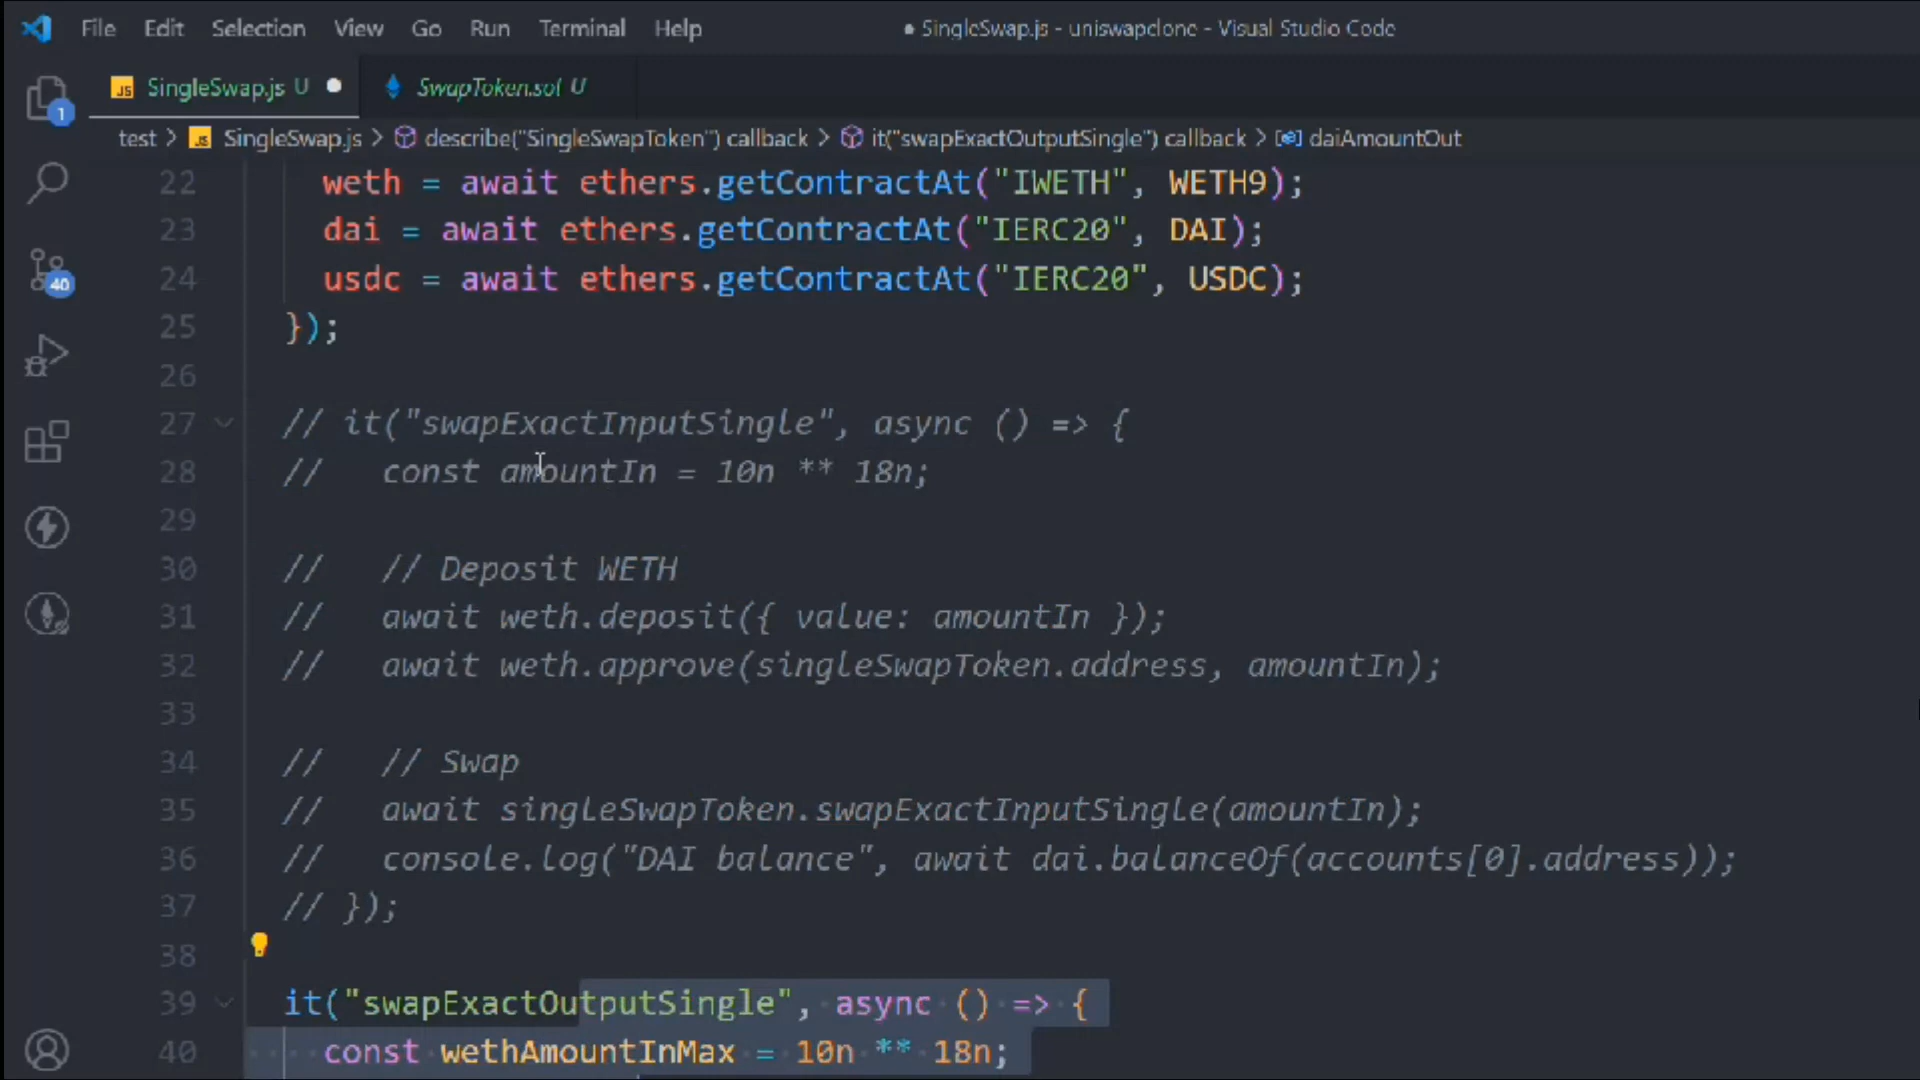 File Edit Selection View Go Run Terminal Help ● SingleSwap.js - uniswapclone - Visual Studio Code
JS SingleSwap.js U ● SwapToken.sol U
1
test > JS SingleSwap.js > describe("SingleSwapToken") callback > it("swapExactOutputSingle") callback > daiAmountOut
22 weth = await ethers.getContractAt("IWETH", WETH9);
23 dai = await ethers.getContractAt("IERC20", DAI);
24 usdc = await ethers.getContractAt("IERC20", USDC);
40
25 });
26
27 // it("swapExactInputSingle", async () => {
28 //   const amountIn = 10n ** 18n;
29
30 //   // Deposit WETH
31 //   await weth.deposit({ value: amountIn });
32 //   await weth.approve(singleSwapToken.address, amountIn);
33
34 //   // Swap
35 //   await singleSwapToken.swapExactInputSingle(amountIn);
36 //   console.log("DAI balance", await dai.balanceOf(accounts[0].address));
37 // });
38
39 it("swapExactOutputSingle", async () => {
40 const wethAmountInMax = 10n ** 18n;